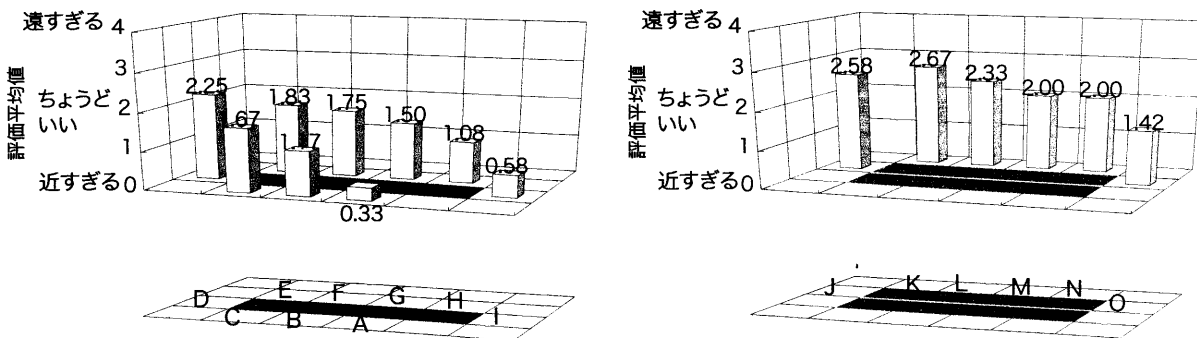 遠すぎる 4
3
ちょうど
いい
2
1
近すぎる 0
評価平均値
2.25
1.83
1.75
1.50
1.08
0.58
0.33
D E F G H I
C B A
遠すぎる 4
3
ちょうど
いい
2
1
近すぎる 0
評価平均値
2.58
2.67
2.33
2.00
2.00
1.42
J K L M N O